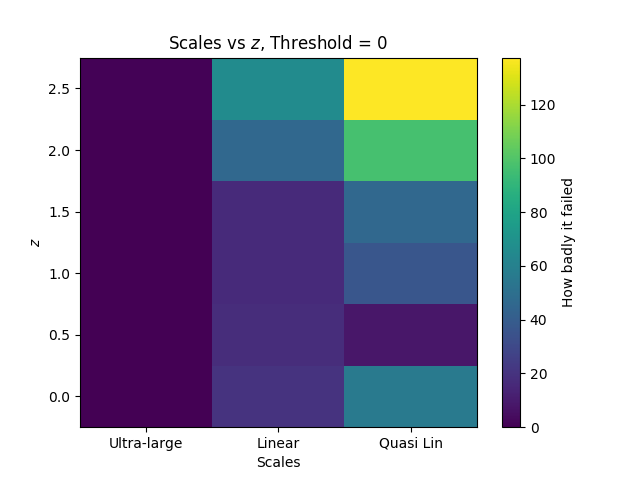 Scales vs z, Threshold = 0
2.5
2.0
1.5
1.0
0.5
0.0
z
Ultra-large
Linear
Quasi Lin
Scales
120
100
80
60
40
20
0
How badly it failed